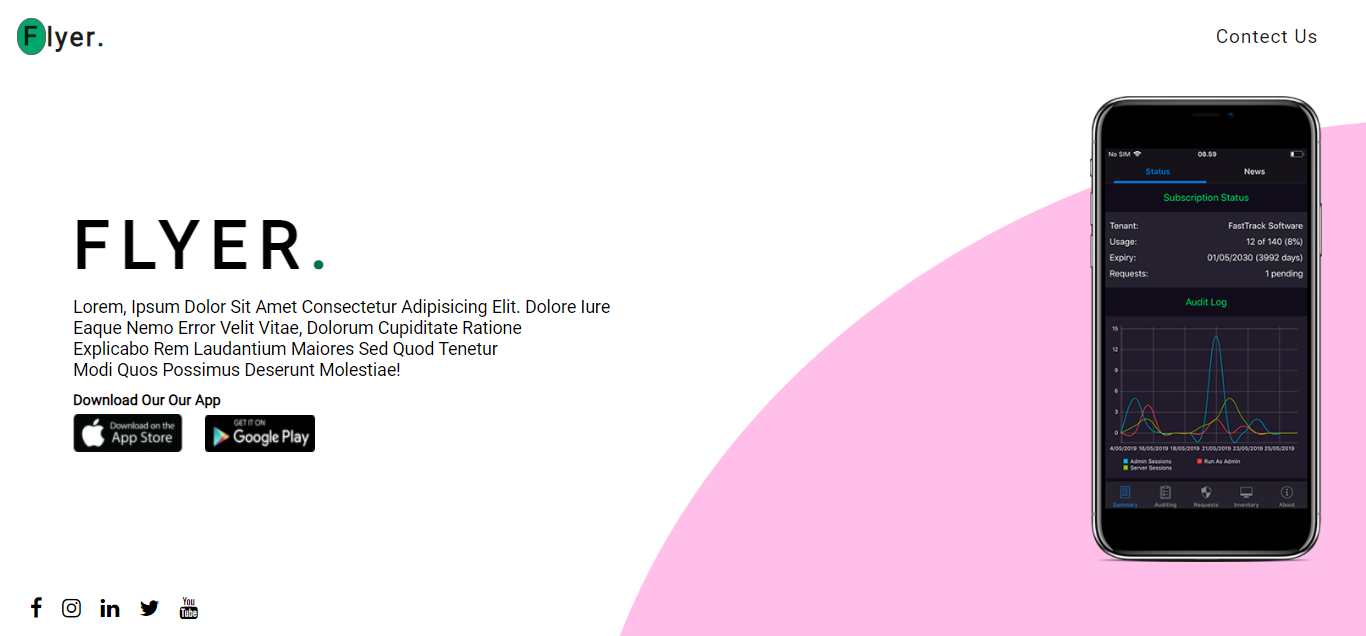 Flyer.
Contect Us
FLYER.
Lorem, Ipsum Dolor Sit Amet Consectetur Adipisicing Elit. Dolore Iure
Eaque Nemo Error Velit Vitae, Dolorum Cupiditate Ratione
Explicabo Rem Laudantium Maiores Sed Quod Tenetur
Modi Quos Possimus Deserunt Molestiae!
Download Our Our App
Download on the
App Store
GET IT ON
Google Play
No SIM 08.59
Status News
Subscription Status
Tenant: FastTrack Software
Usage: 12 of 140 (8%)
Expiry: 01/05/2030 (3992 days)
Requests: 1 pending
Audit Log
15
12
9
6
3
0
4/05/2019 16/05/2019 18/05/2019 21/05/2019 23/05/2019 25/05/2019
Admin Sessions Run As Admin
Server Sessions
Summary Auditlog Requests Inventory About
You
Tube